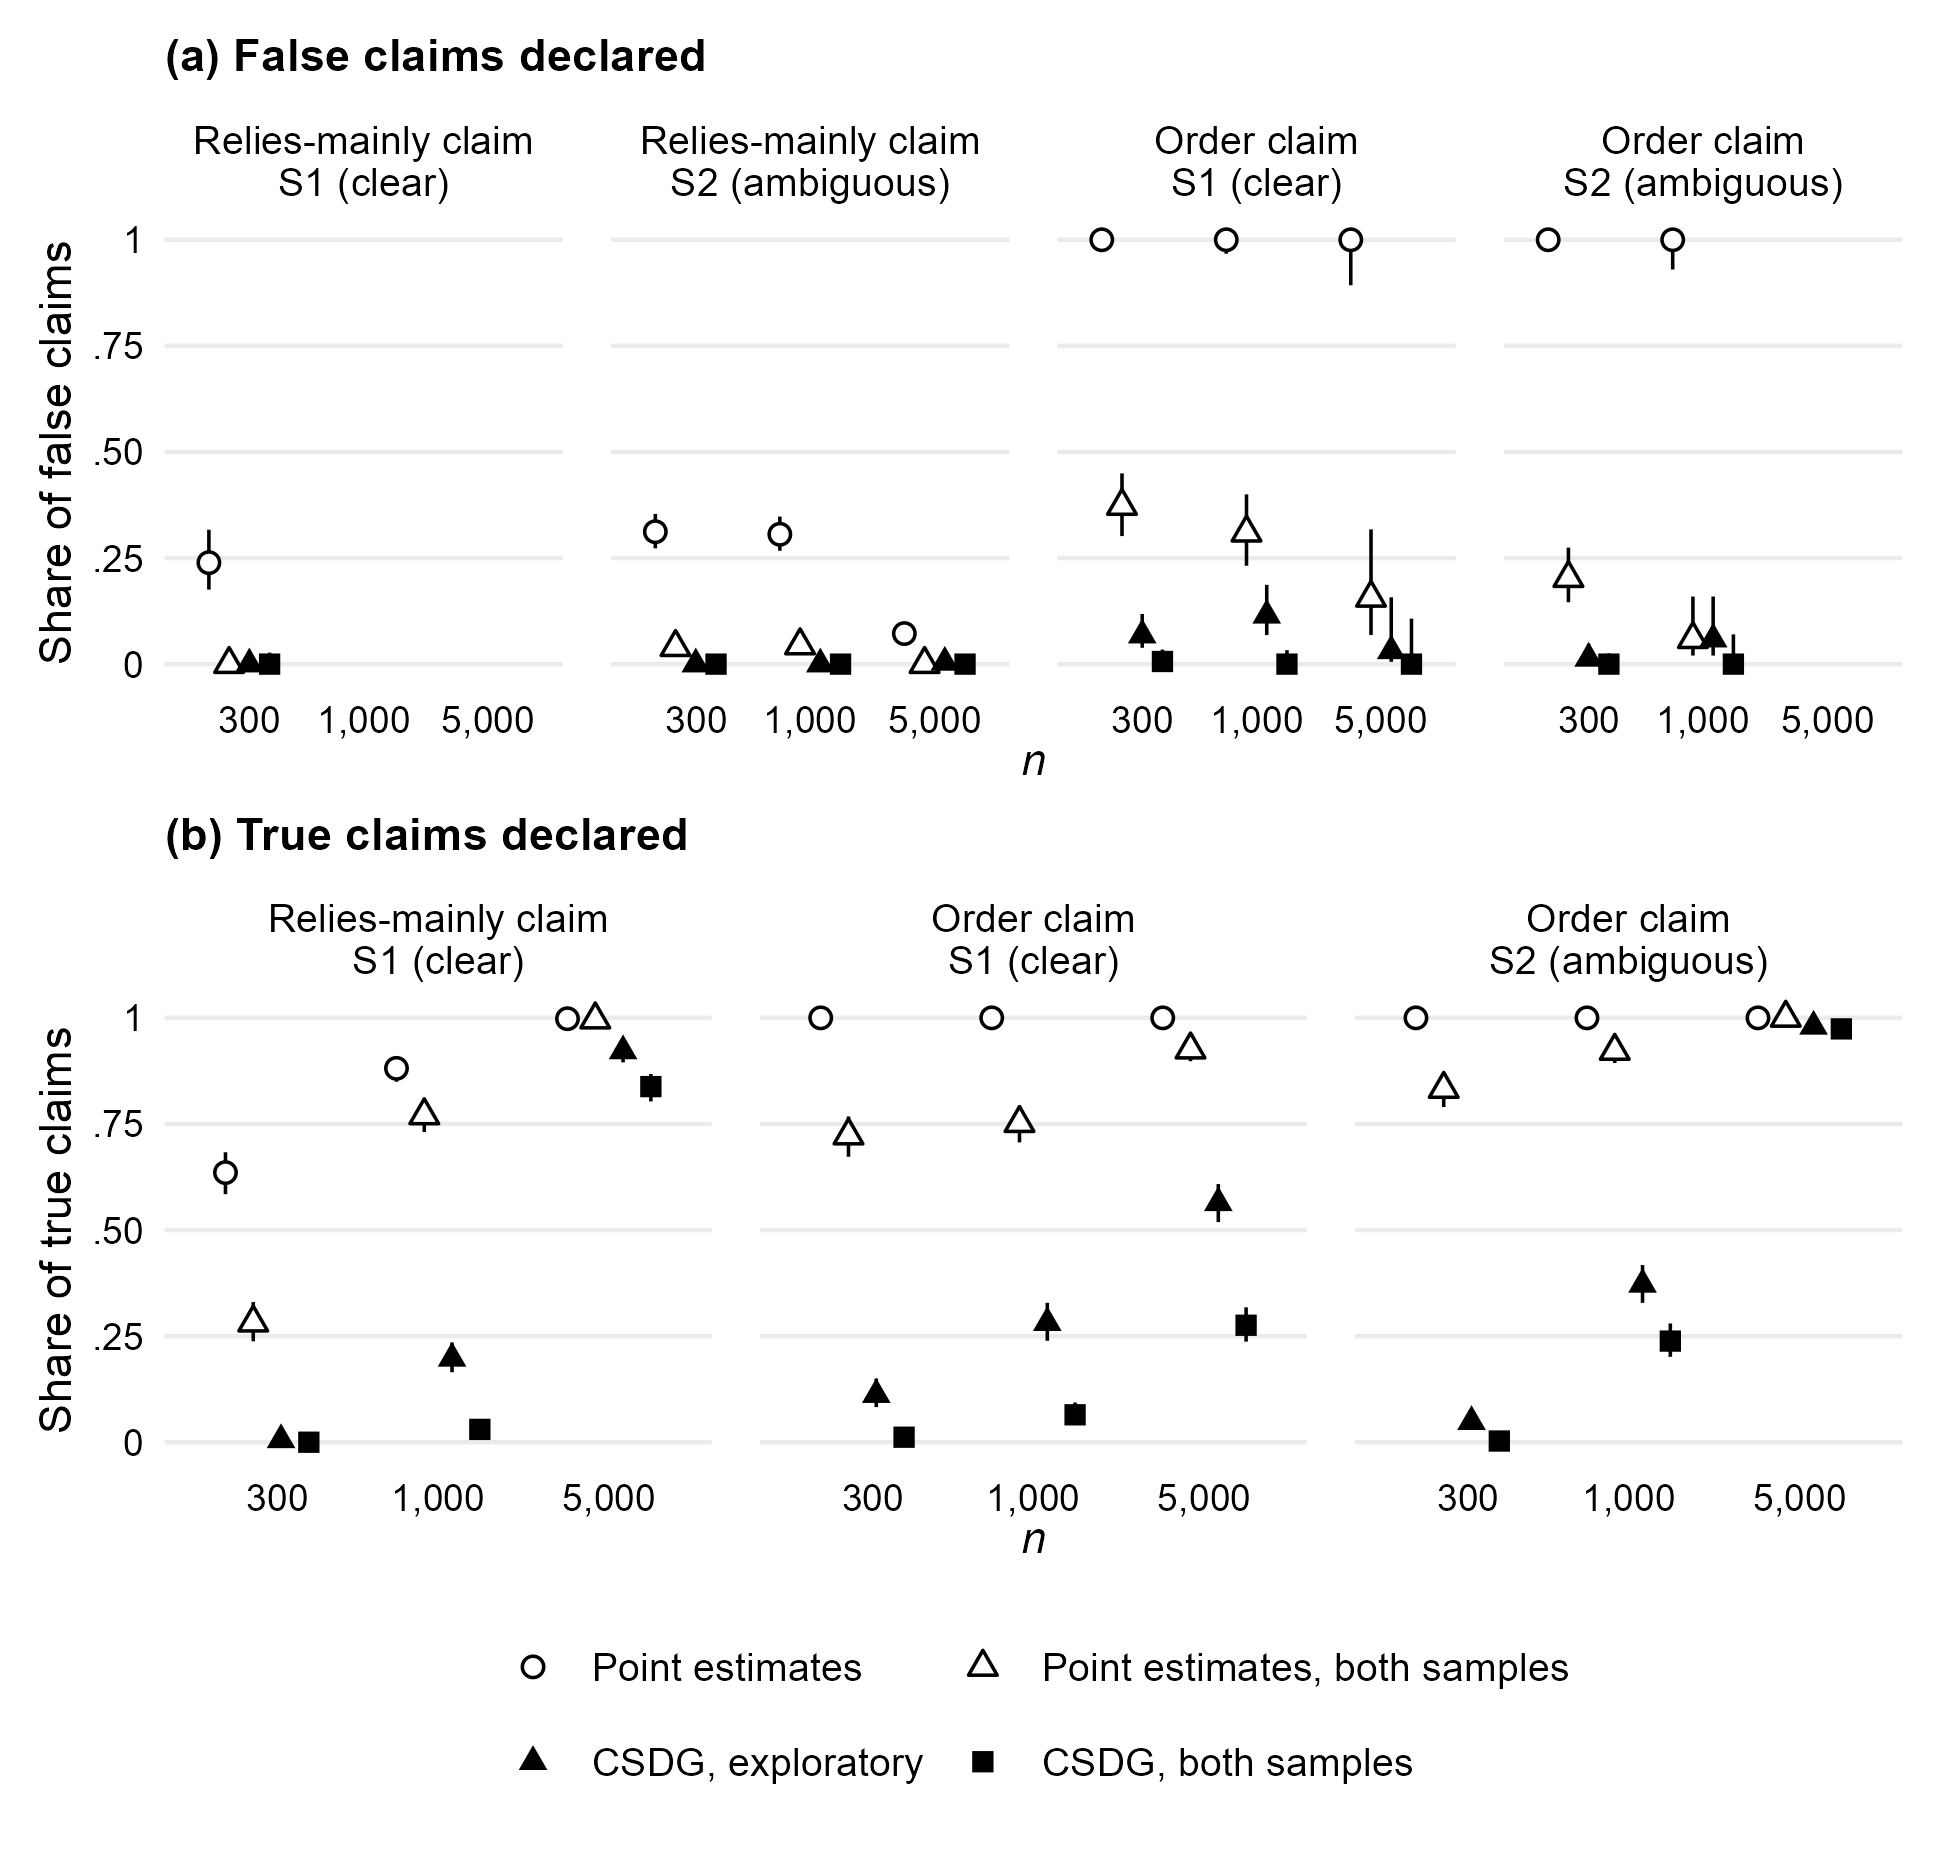 (a) False claims declared
Relies-mainly claim
S1 (clear)
Relies-mainly claim
S2 (ambiguous)
Order claim
S1 (clear)
Order claim
S2 (ambiguous)
Share of false claims
1
.75
.50
.25
0
300 1,000 5,000
300 1,000 5,000
300 1,000 5,000
300 1,000 5,000
n
(b) True claims declared
Relies-mainly claim
S1 (clear)
Order claim
S1 (clear)
Order claim
S2 (ambiguous)
Share of true claims
1
.75
.50
.25
0
300 1,000 5,000
300 1,000 5,000
300 1,000 5,000
n
Point estimates
Point estimates, both samples
CSDG, exploratory
CSDG, both samples